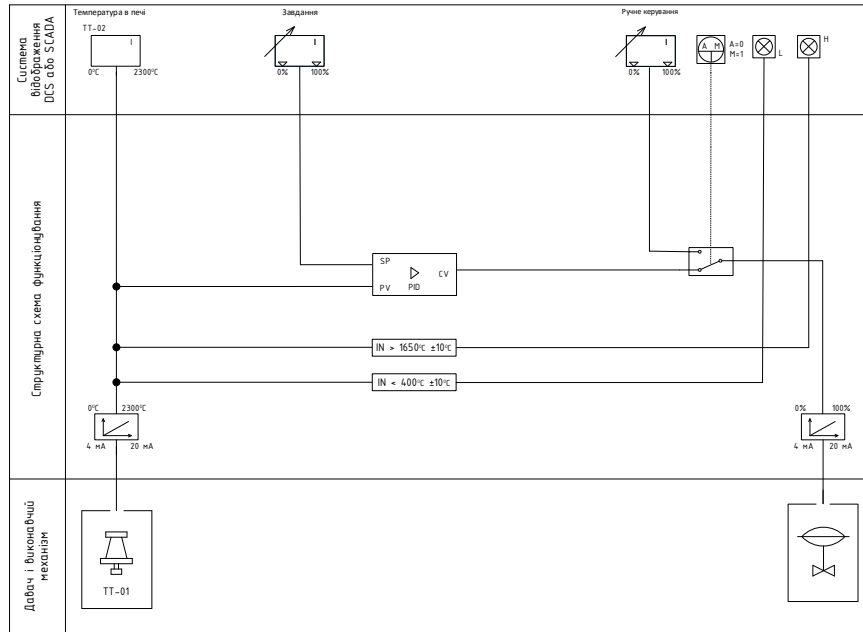 Система
відображення
DCS або SCADA
Температура в печі
TT-02
I
0°C 2300°C
Завдання
I
0% 100%
Ручне керування
I
0% 100%
A M
A=0
M=1
L
H
Структурна схема функціонування
SP
PV
PID
CV
IN > 1650°C ±10°C
IN < 400°C ±10°C
0°C 2300°C
4 мА 20 мА
0% 100%
4 мА 20 мА
Давач і виконавчий
механізм
TT-01